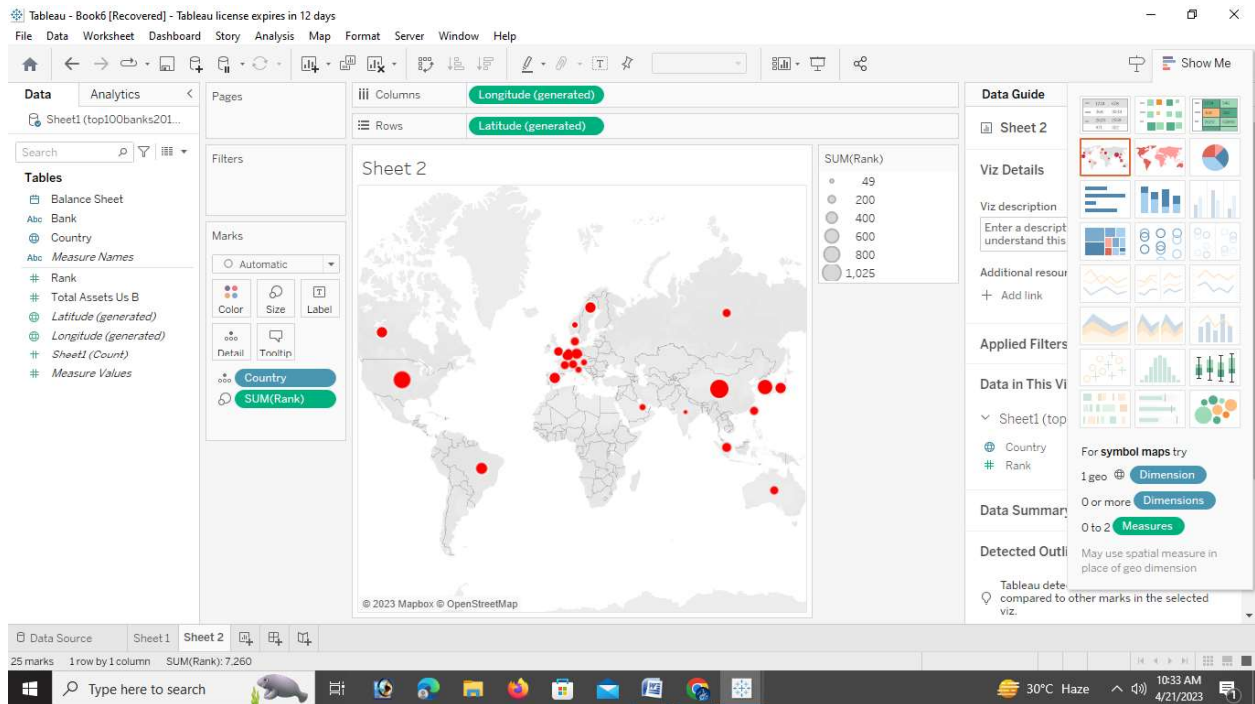 Tableau - Book6 [Recovered] - Tableau license expires in 12 days
File Data Worksheet Dashboard Story Analysis Map Format Server Window Help
Show Me
Data Analytics
Sheet1 (top100banks201...
Search
Tables
Balance Sheet
Abc Bank
Country
Abc Measure Names
# Rank
# Total Assets Us B
Latitude (generated)
Longitude (generated)
# Sheet1 (Count)
# Measure Values
Pages
Filters
Marks
Automatic
Color Size Label
Detail Tooltip
Country
SUM(Rank)
iii Columns Longitude (generated)
Rows Latitude (generated)
Sheet 2
© 2023 Mapbox © OpenStreetMap
SUM(Rank)
49
200
400
600
800
1,025
Data Guide
Sheet 2
Viz Details
Viz description
Enter a descript
understand this
Additional resour
+ Add link
Applied Filters
Data in This Vi
Sheet1 (top
Country
# Rank
Data Summary
Detected Outli
Tableau dete
compared to other marks in the selected
viz.
For symbol maps try
1 geo Dimension
0 or more Dimensions
0 to 2 Measures
May use spatial measure in
place of geo dimension
Data Source Sheet 1 Sheet 2
25 marks 1 row by 1 column SUM(Rank): 7,260
Type here to search
30°C Haze
10:33 AM
4/21/2023